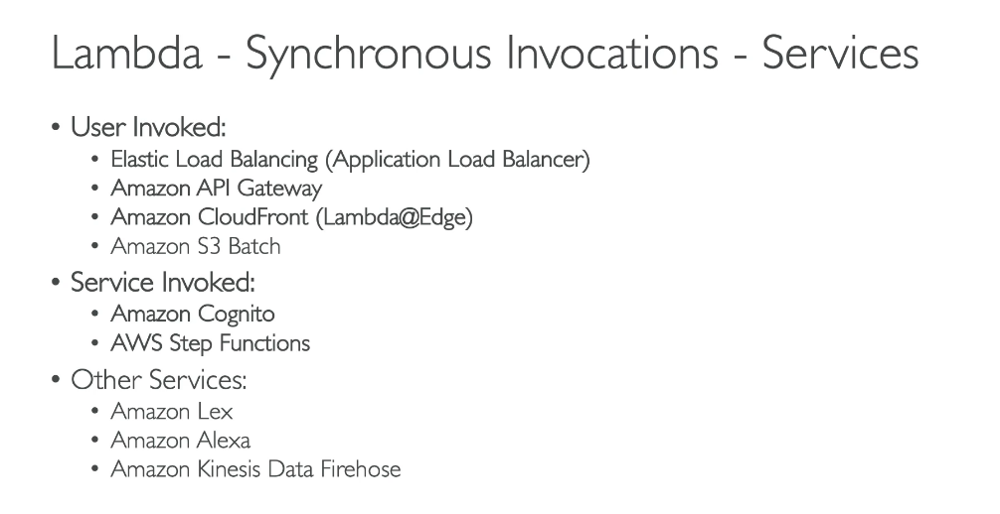 Lambda - Synchronous Invocations - Services
• User Invoked:
• Elastic Load Balancing (Application Load Balancer)
• Amazon API Gateway
• Amazon CloudFront (Lambda@Edge)
• Amazon S3 Batch
• Service Invoked:
• Amazon Cognito
• AWS Step Functions
• Other Services:
• Amazon Lex
• Amazon Alexa
• Amazon Kinesis Data Firehose